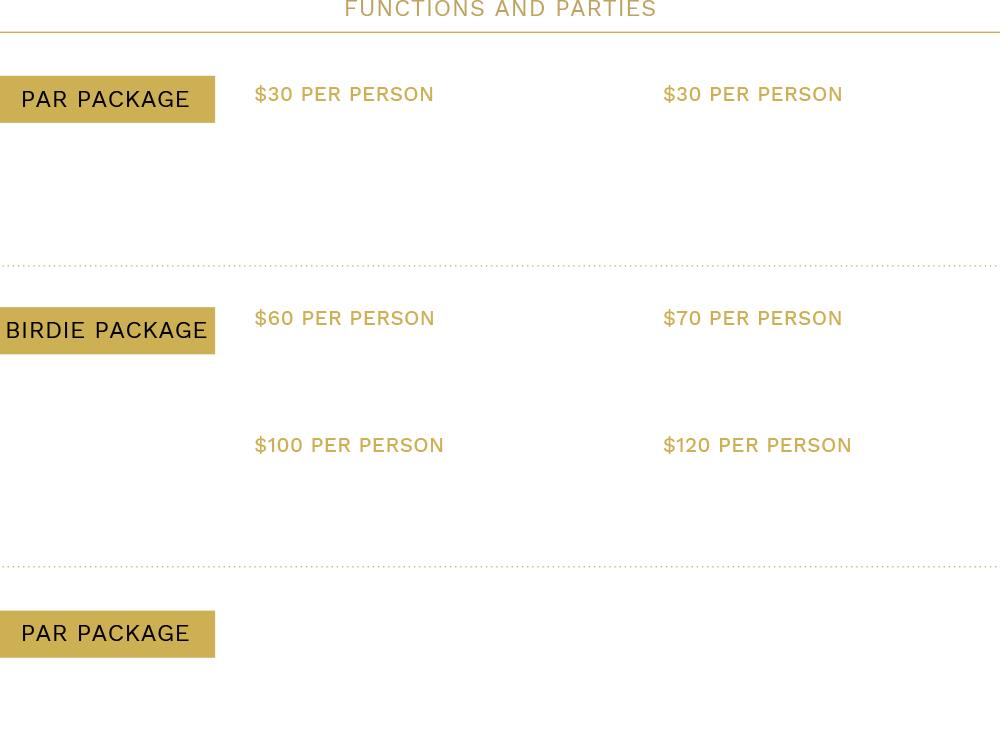 FUNCTIONS AND PARTIES
PAR PACKAGE
$30 PER PERSON
$30 PER PERSON
BIRDIE PACKAGE
$60 PER PERSON
$70 PER PERSON
$100 PER PERSON
$120 PER PERSON
PAR PACKAGE